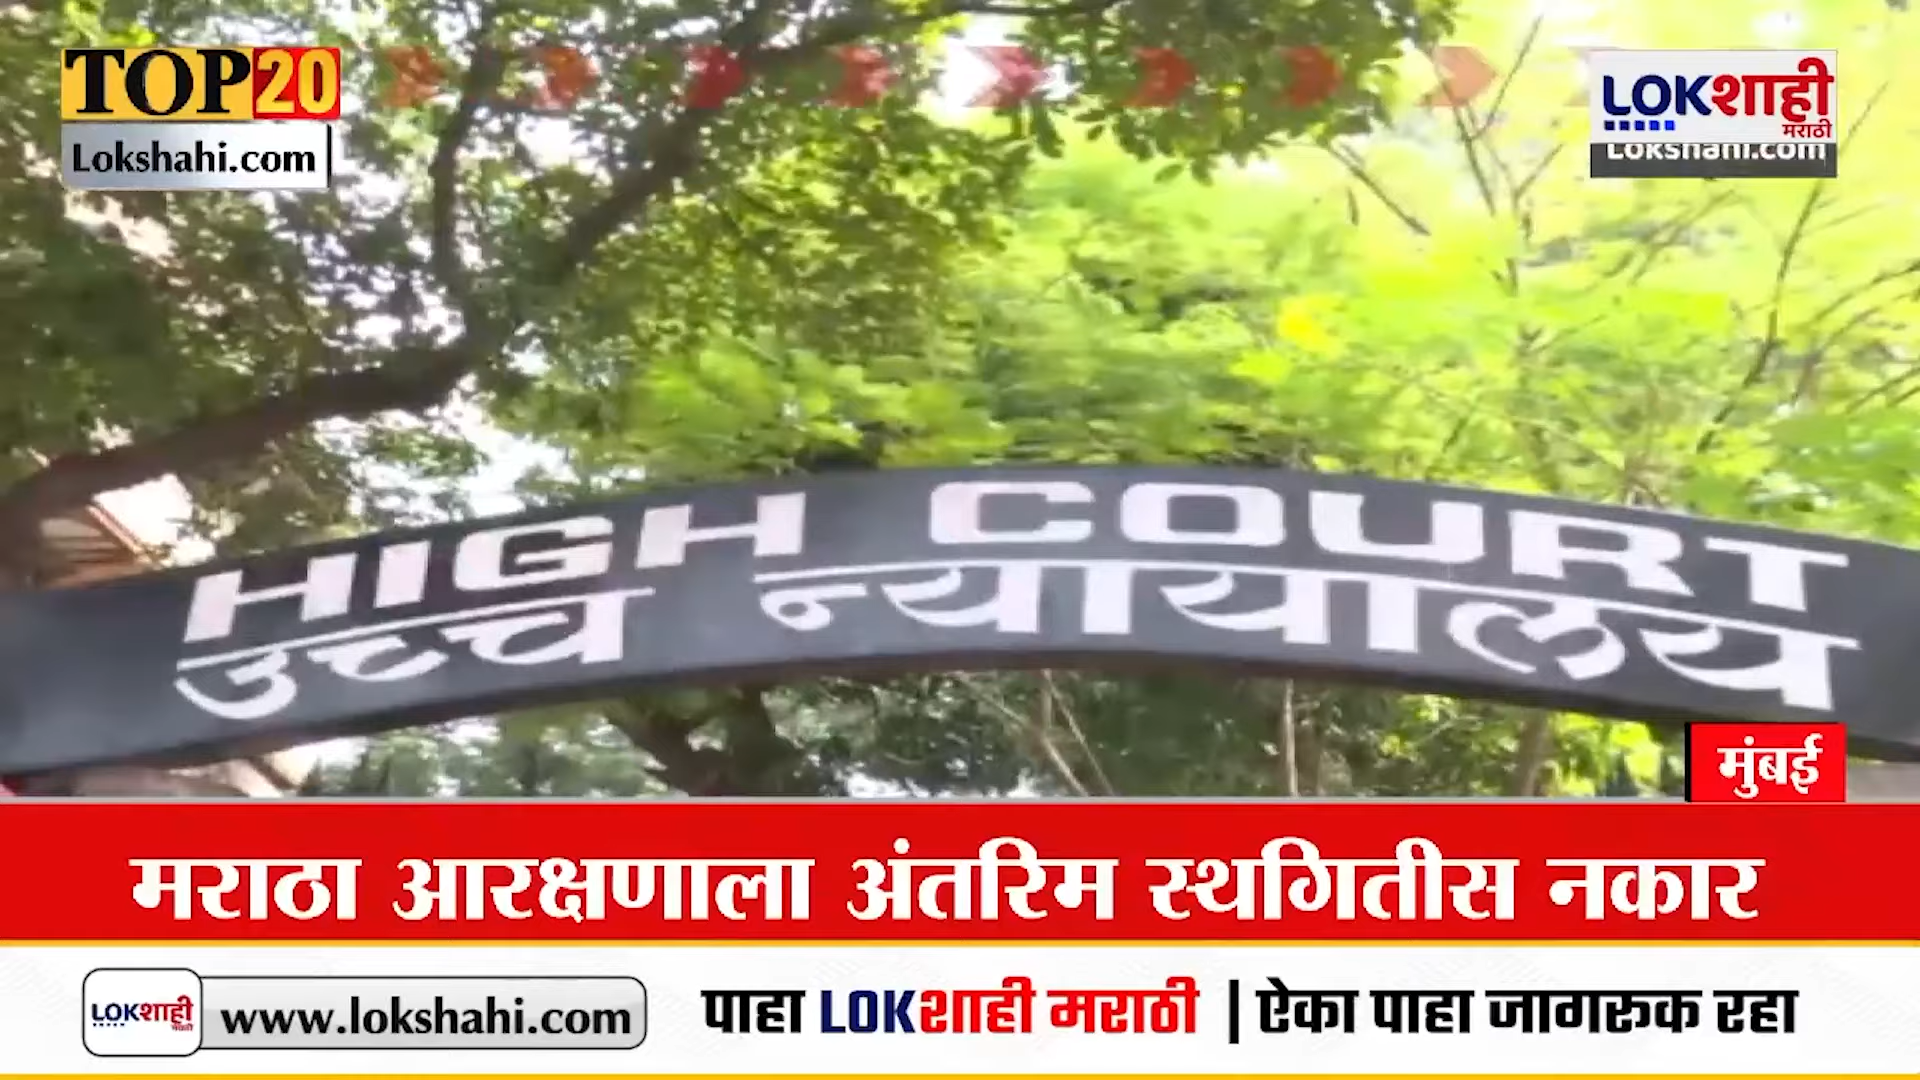 TOP20
Lokshahi.com
LOKशाही
मराठी
Lokshahi.com
HIGH COURT
उच्च न्यायालय
मुंबई
मराठा आरक्षणाला अंतरिम स्थगितीस नकार
LOKशाही
मराठी
www.lokshahi.com
पाहा LOKशाही मराठी | ऐका पाहा जागरूक रहा